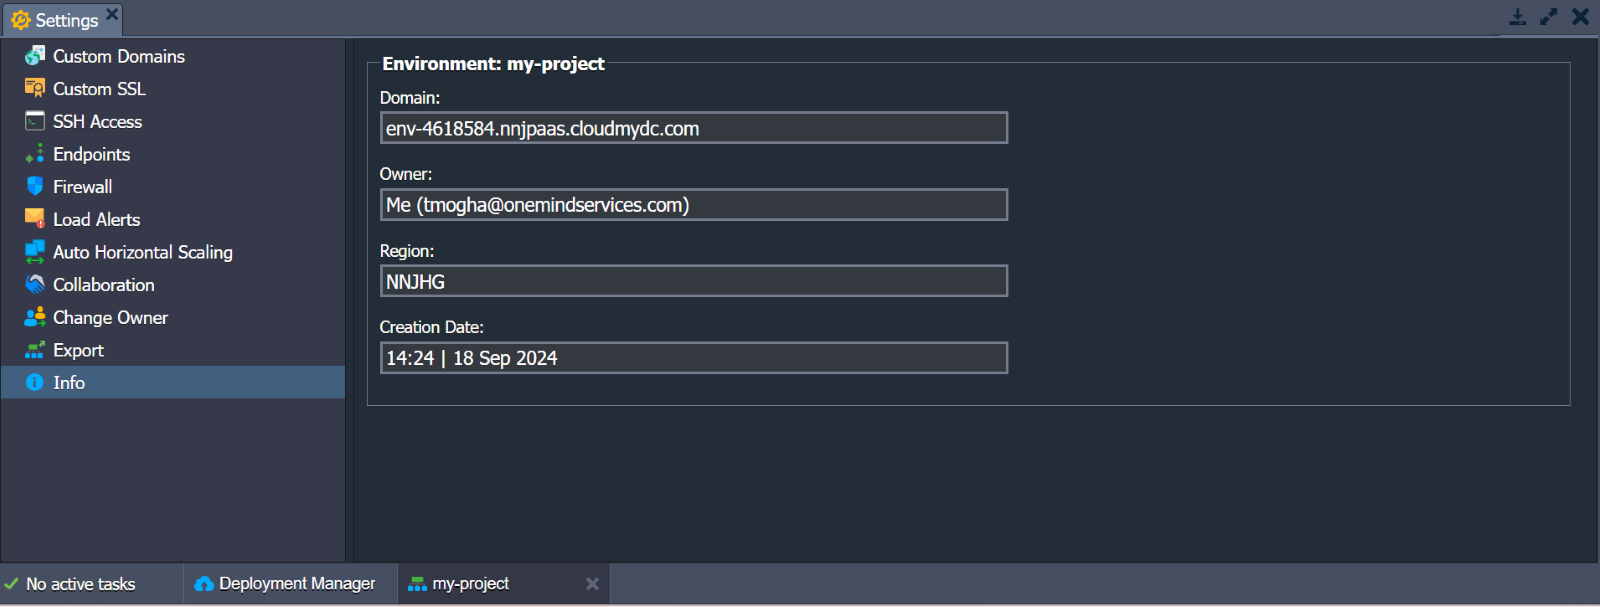 Settings
Custom Domains
Custom SSL
SSH Access
Endpoints
Firewall
Load Alerts
Auto Horizontal Scaling
Collaboration
Change Owner
Export
Info
Environment: my-project
Domain:
env-4618584.nnjpaas.cloudmydc.com
Owner:
Me (tmogha@onemindservices.com)
Region:
NNJHG
Creation Date:
14:24 | 18 Sep 2024
No active tasks
Deployment Manager
my-project